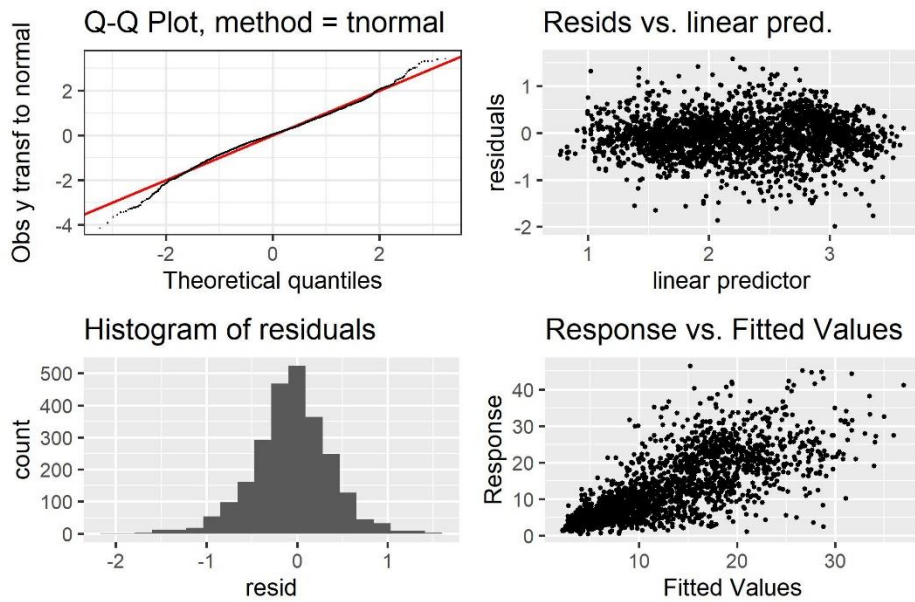 Q-Q Plot, method = tnormal
Obs y transf to normal
2
0
-2
-4
-2 0 2
Theoretical quantiles
Resids vs. linear pred.
residuals
1
0
-1
-2
1 2 3
linear predictor
Histogram of residuals
count
500
400
300
200
100
0
-2 -1 0 1
resid
Response vs. Fitted Values
Response
40
30
20
10
0
10 20 30
Fitted Values